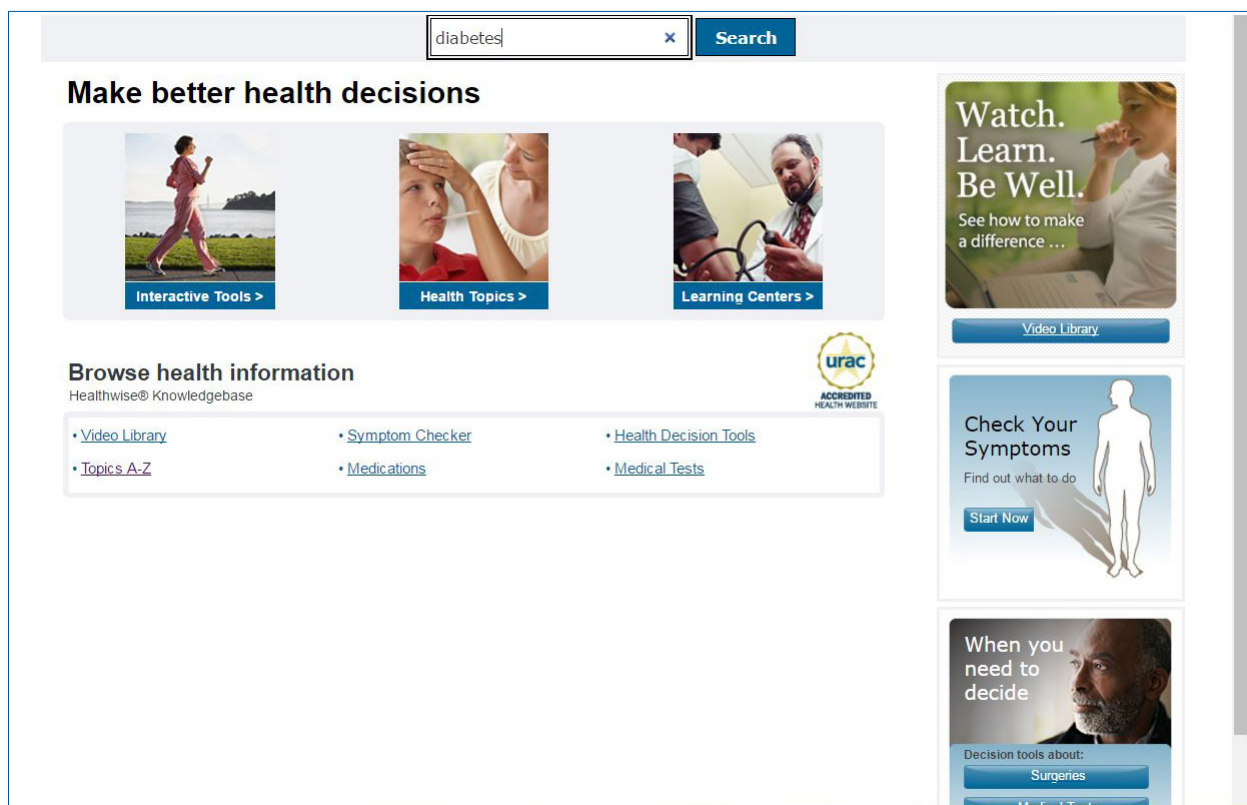 diabetes
Search
Make better health decisions
Interactive Tools >
Health Topics >
Learning Centers >
Browse health information
Healthwise® Knowledgebase
urac
ACCREDITED
HEALTH WEBSITE
• Video Library
• Symptom Checker
• Health Decision Tools
• Topics A-Z
• Medications
• Medical Tests
Watch.
Learn.
Be Well.
See how to make
a difference ...
Video Library
Check Your
Symptoms
Find out what to do
Start Now
When you
need to
decide
Decision tools about:
Surgeries